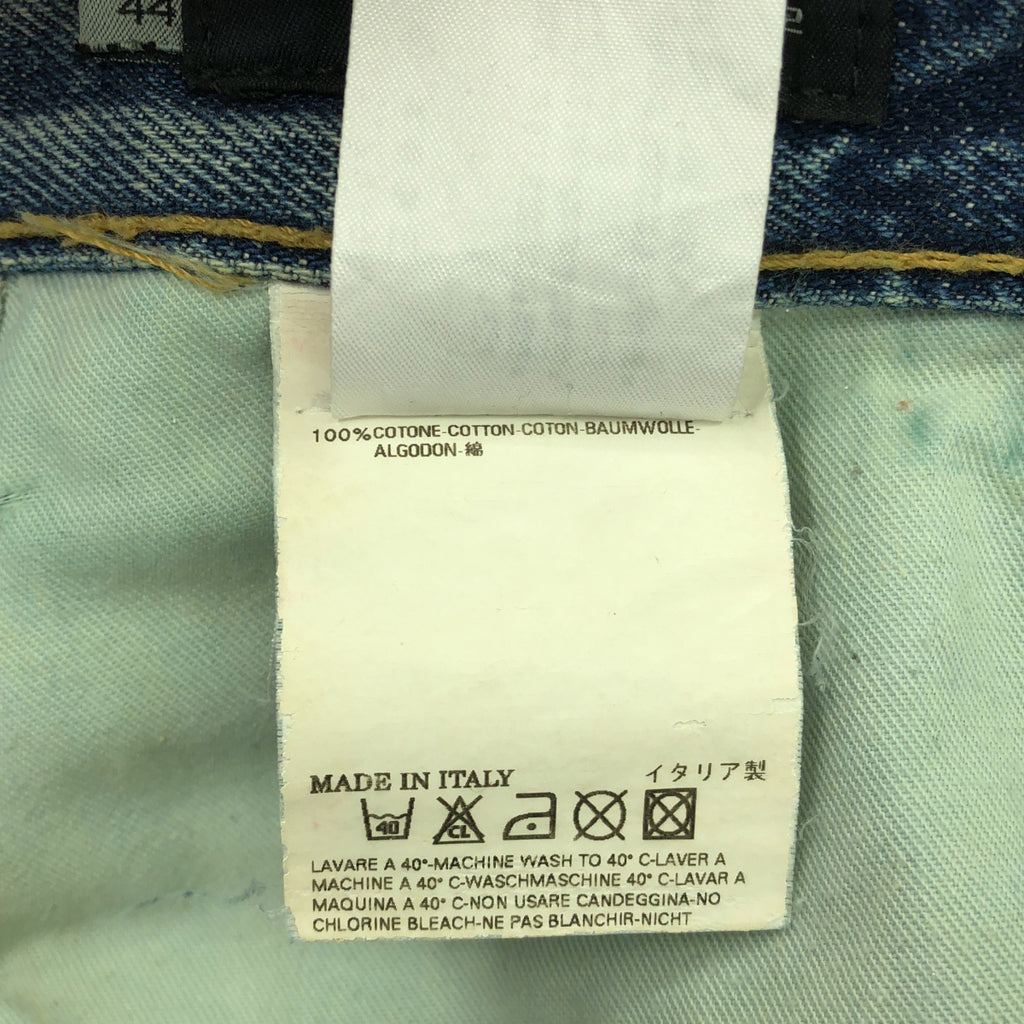 44
100% COTONE-COTTON-COTON-BAUMWOLLE-
ALGODON-綿
MADE IN ITALY
イタリア製
40 CL
LAVARE A 40°-MACHINE WASH TO 40° C-LAVER A
MACHINE A 40° C-WASCHMASCHINE 40° C-LAVAR A
MAQUINA A 40° C-NON USARE CANDEGGINA-NO
CHLORINE BLEACH-NE PAS BLANCHIR-NICHT